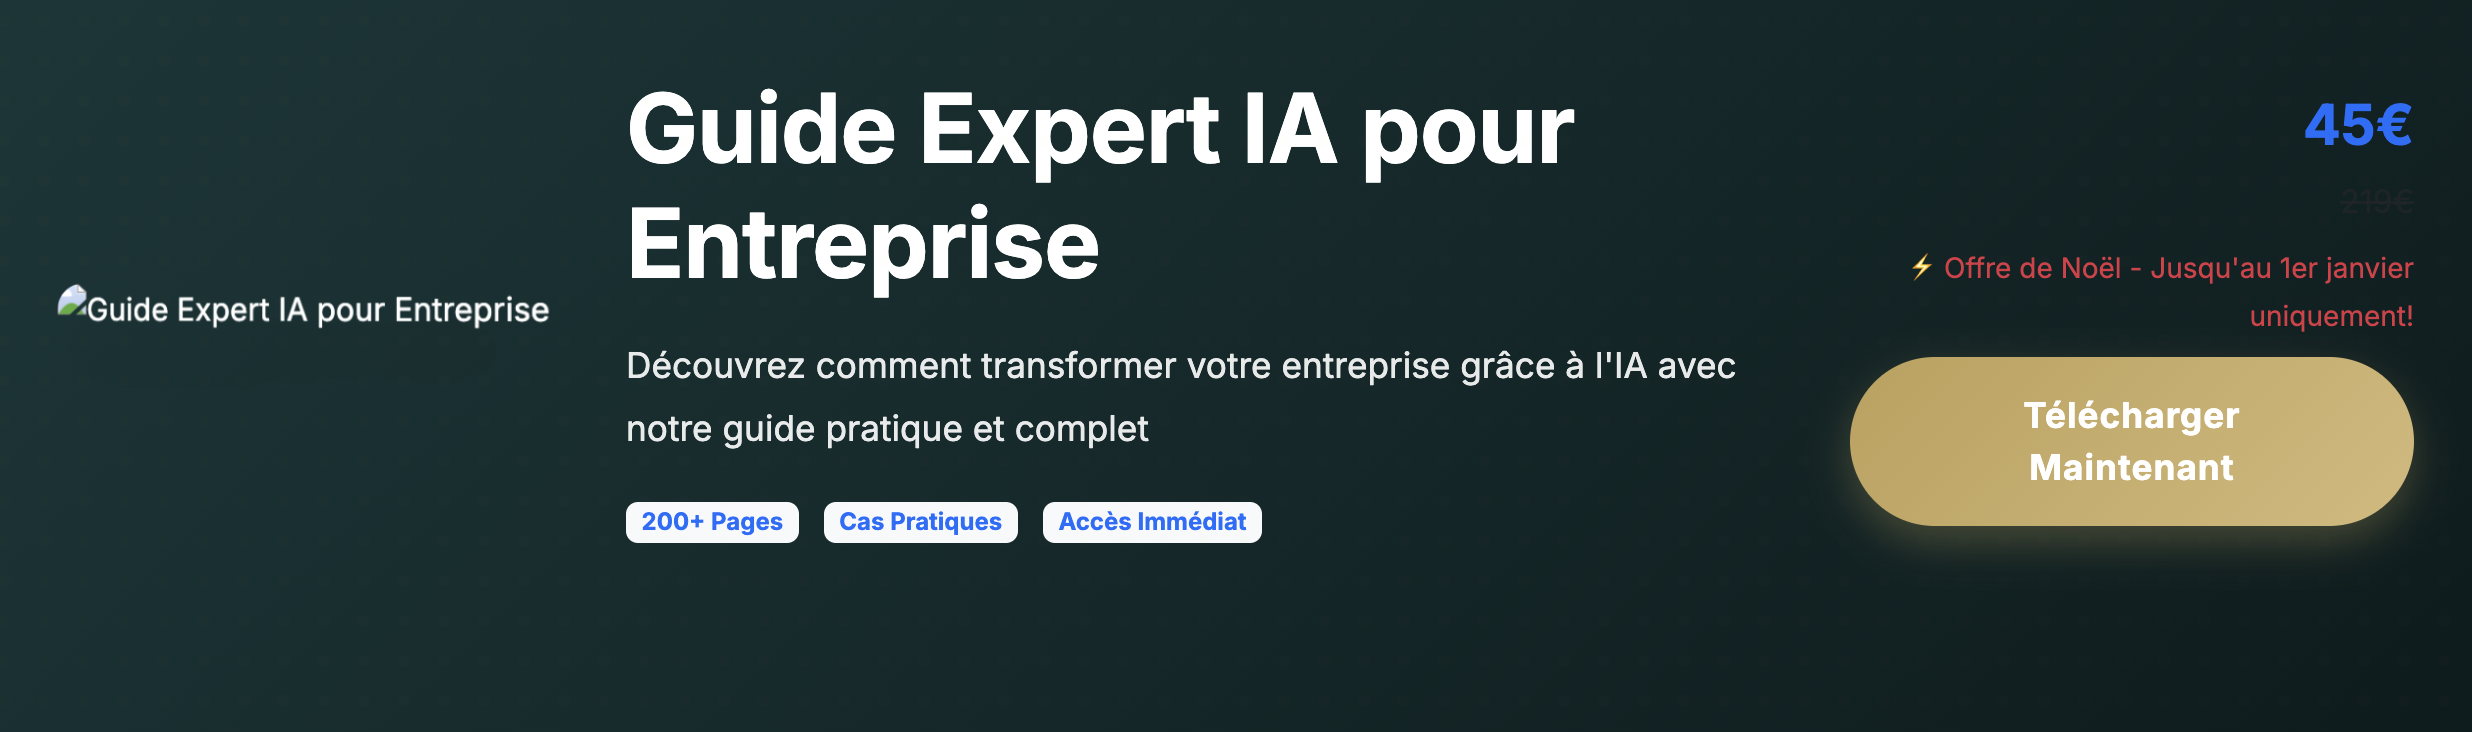 Guide Expert IA pour Entreprise
Guide Expert IA pour
Entreprise
Découvrez comment transformer votre entreprise grâce à l'IA avec
notre guide pratique et complet
200+ Pages
Cas Pratiques
Accès Immédiat
45€
219€
⚡ Offre de Noël - Jusqu'au 1er janvier
uniquement!
Télécharger
Maintenant